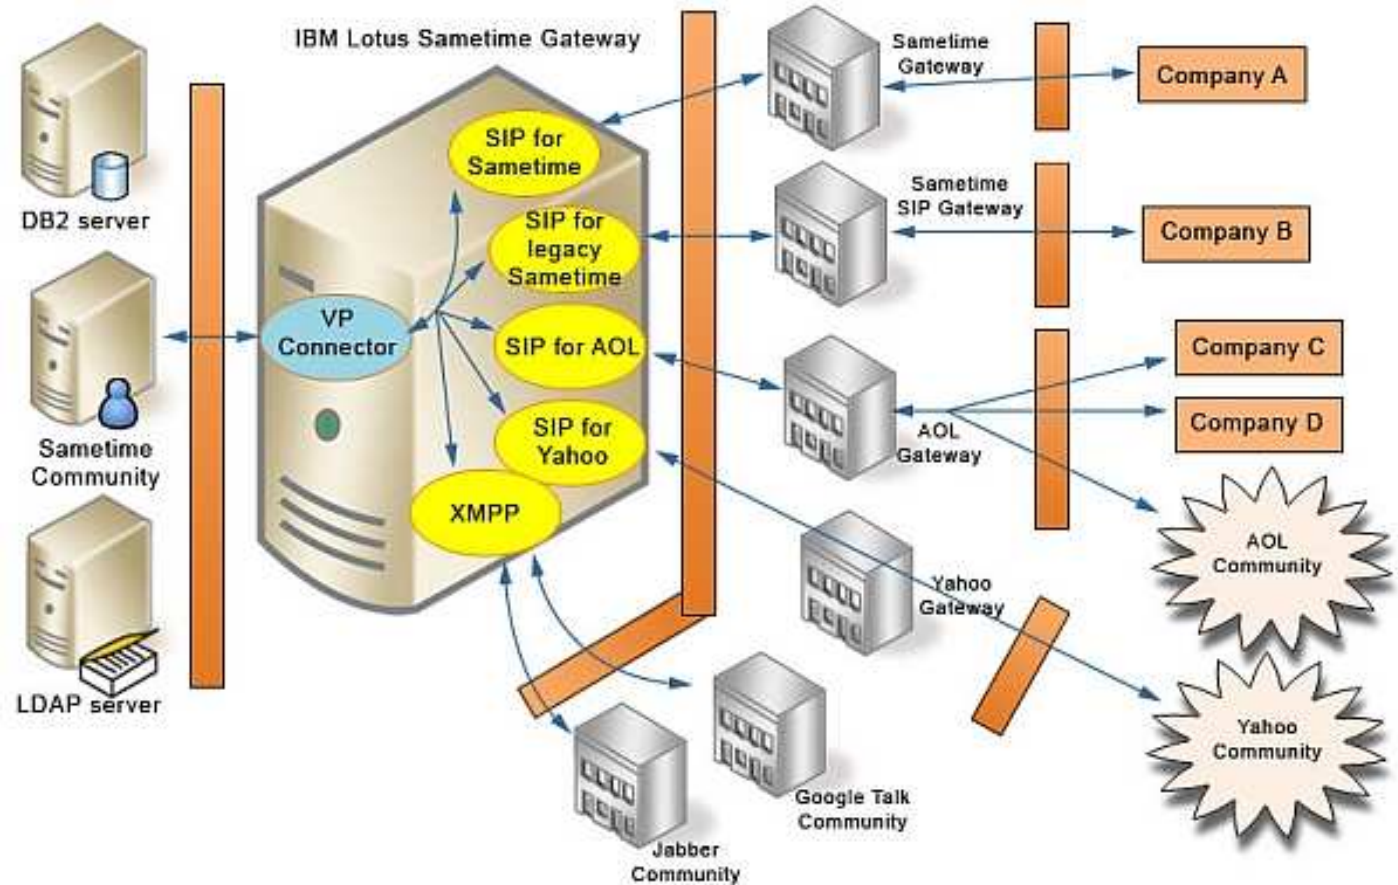 IBM Lotus Sametime Gateway
DB2 server
Sametime
Community
LDAP server
VP
Connector
SIP for
Sametime
SIP for
legacy
Sametime
SIP for AOL
SIP for
Yahoo
XMPP
Sametime
Gateway
Company A
Sametime
SIP Gateway
Company B
AOL
Gateway
Company C
Company D
AOL
Community
Yahoo
Gateway
Yahoo
Community
Google Talk
Community
Jabber
Community